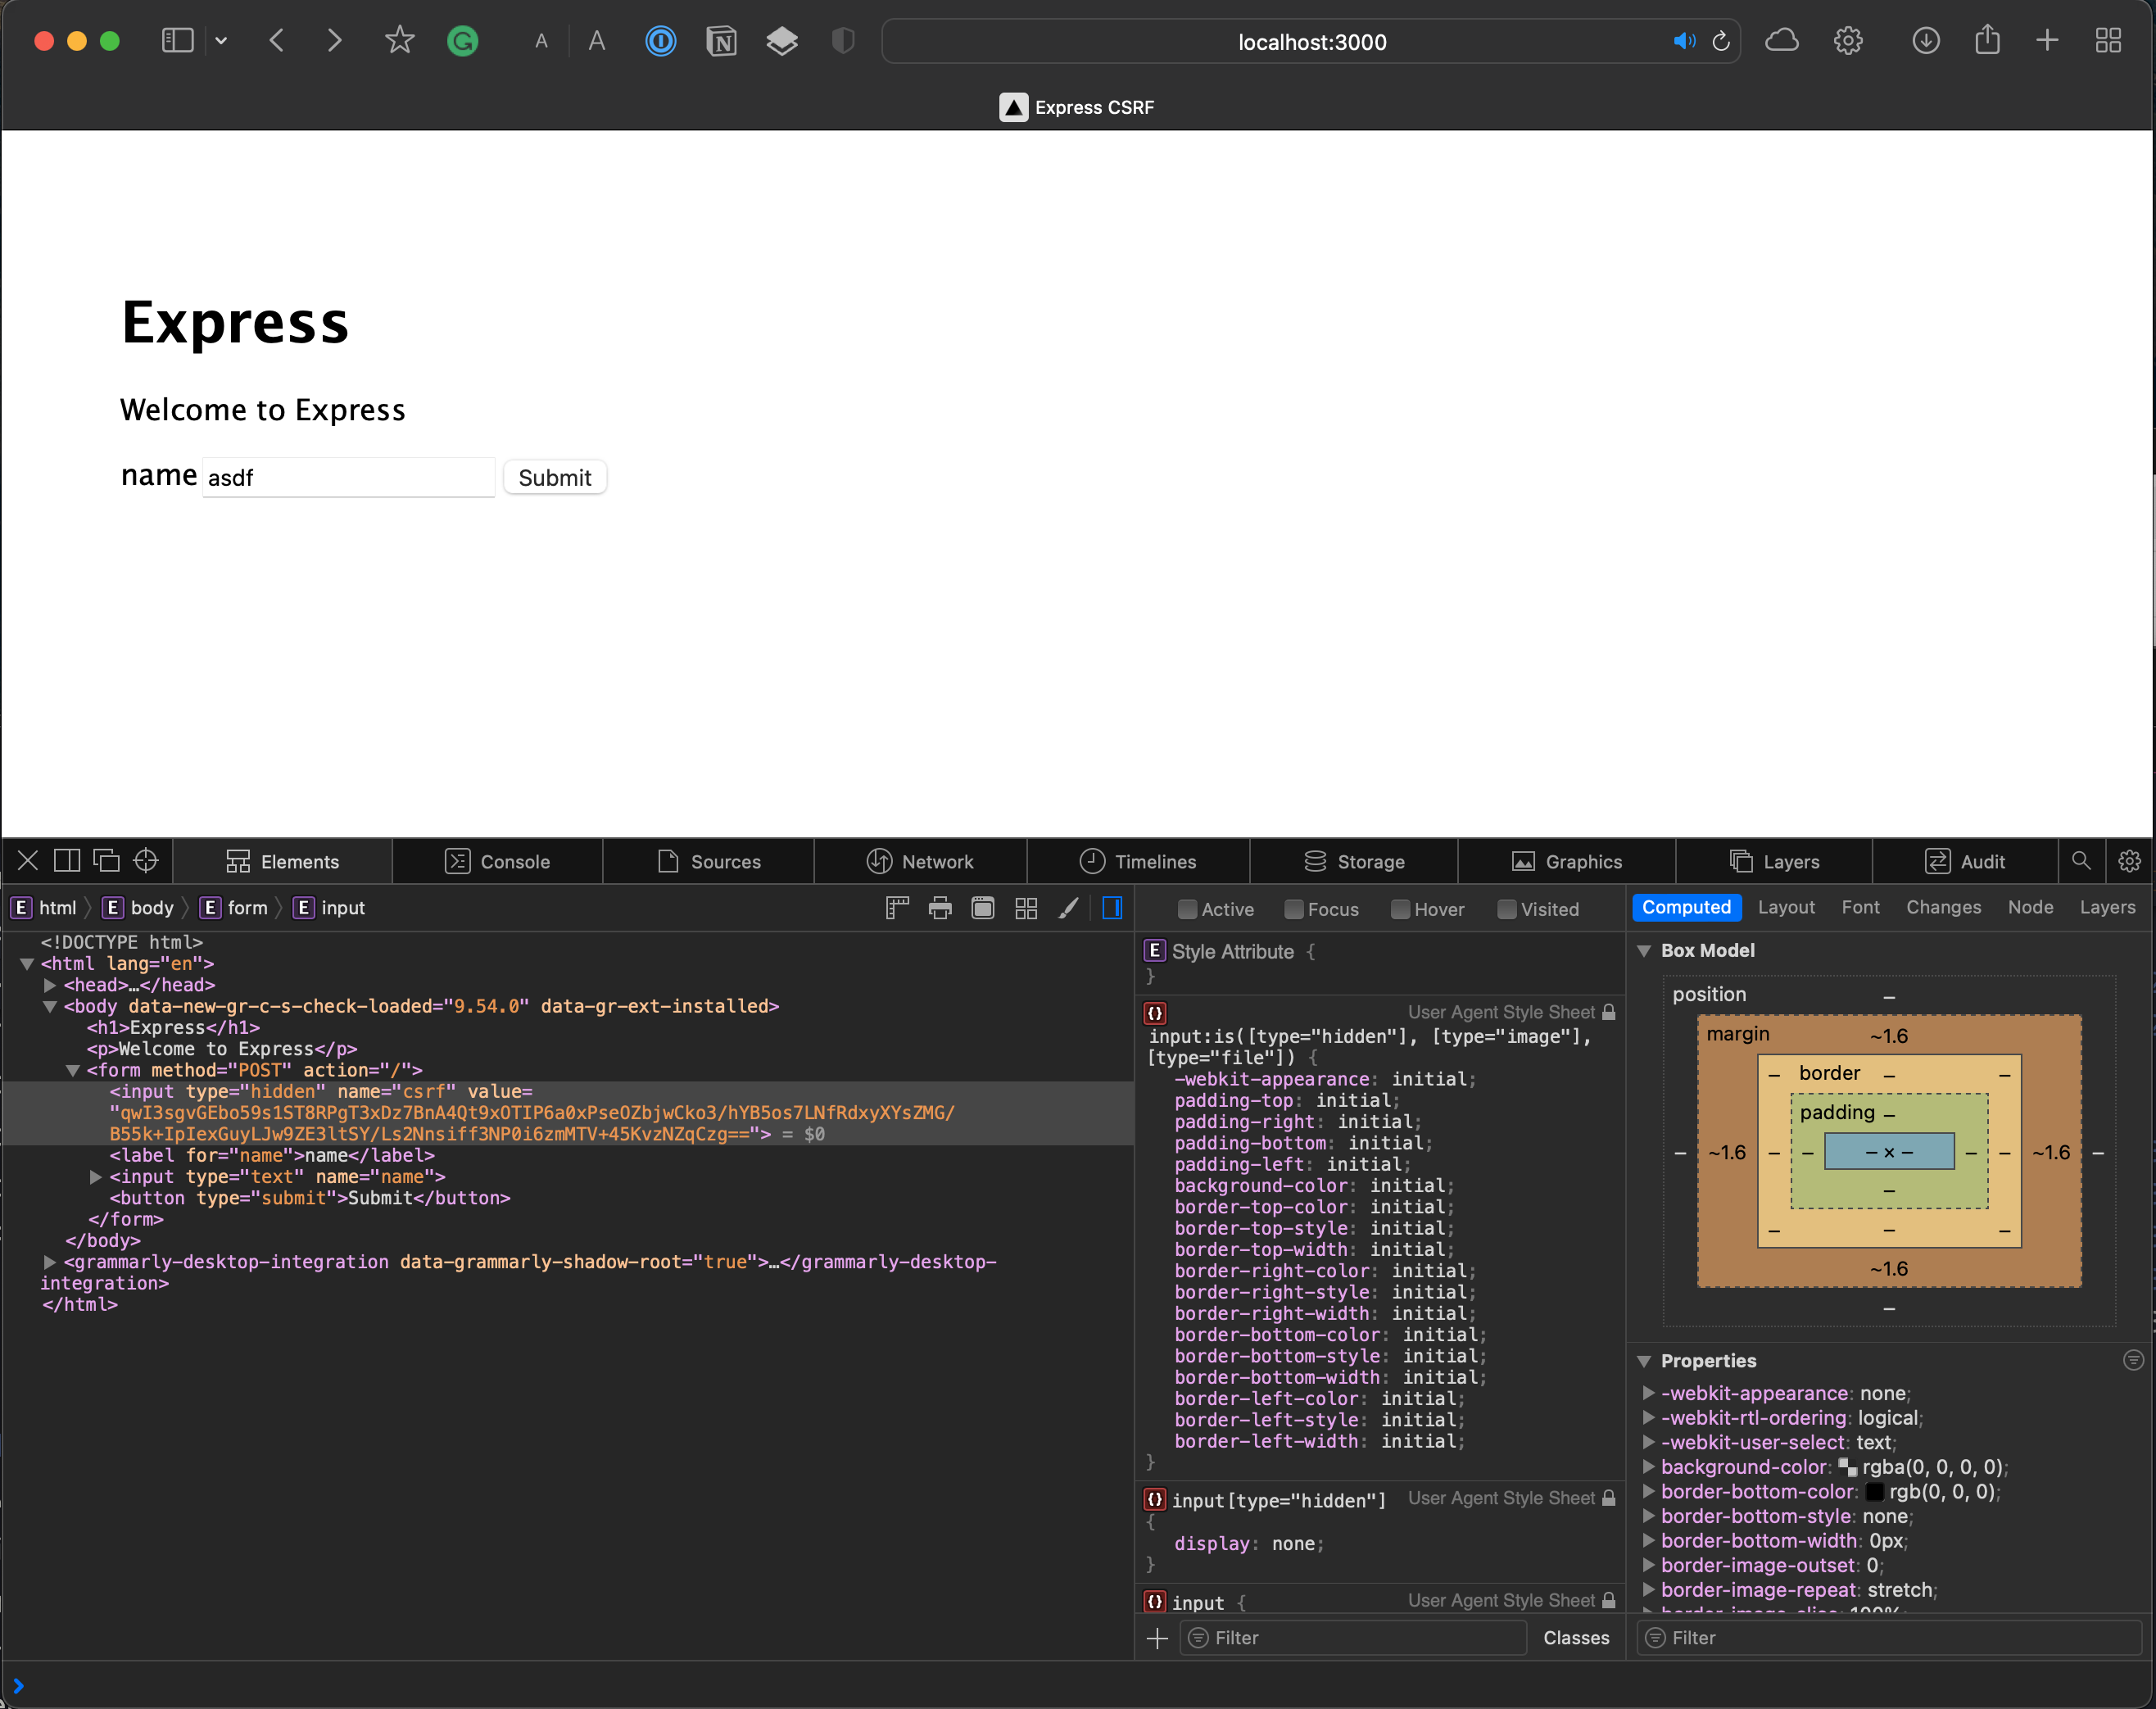 localhost:3000
Express CSRF
Express
Welcome to Express
name asdf Submit
Elements Console Sources Network Timelines Storage Graphics Layers Audit
E html E body E form E input
<!DOCTYPE html>
<html lang="en">
<head>…</head>
<body data-new-gr-c-s-check-loaded="9.54.0" data-gr-ext-installed>
<h1>Express</h1>
<p>Welcome to Express</p>
<form method="POST" action="/">
<input type="hidden" name="csrf" value=
"qwI3sgvGEbo59s1ST8RPgT3xDz7BnA4Qt9xOTIP6a0xPseOZbjwCko3/hYB5os7LNfRdxyXYsZMG/
B55k+IpIexGuyLJw9ZE3ltSY/Ls2Nnsiff3NP0i6zmMTV+45KvzNZqCzg=="> = $0
<label for="name">name</label>
<input type="text" name="name">
<button type="submit">Submit</button>
</form>
</body>
<grammarly-desktop-integration data-grammarly-shadow-root="true">…</grammarly-desktop-
integration>
</html>
Active Focus Hover Visited
E Style Attribute {
}
{} User Agent Style Sheet
input:is([type="hidden"], [type="image"],
[type="file"]) {
-webkit-appearance: initial;
padding-top: initial;
padding-right: initial;
padding-bottom: initial;
padding-left: initial;
background-color: initial;
border-top-color: initial;
border-top-style: initial;
border-top-width: initial;
border-right-color: initial;
border-right-style: initial;
border-right-width: initial;
border-bottom-color: initial;
border-bottom-style: initial;
border-bottom-width: initial;
border-left-color: initial;
border-left-style: initial;
border-left-width: initial;
}
{} input[type="hidden"] User Agent Style Sheet
{
display: none;
}
{} input { User Agent Style Sheet
Filter Classes
Computed Layout Font Changes Node Layers
Box Model
position –
margin ~1.6
– border – –
padding –
– ~1.6 – – – × – – – ~1.6 –
–
– – –
~1.6
–
Properties
-webkit-appearance: none;
-webkit-rtl-ordering: logical;
-webkit-user-select: text;
background-color: rgba(0, 0, 0, 0);
border-bottom-color: rgb(0, 0, 0);
border-bottom-style: none;
border-bottom-width: 0px;
border-image-outset: 0;
border-image-repeat: stretch;
border-image-slice: 100%;
Filter